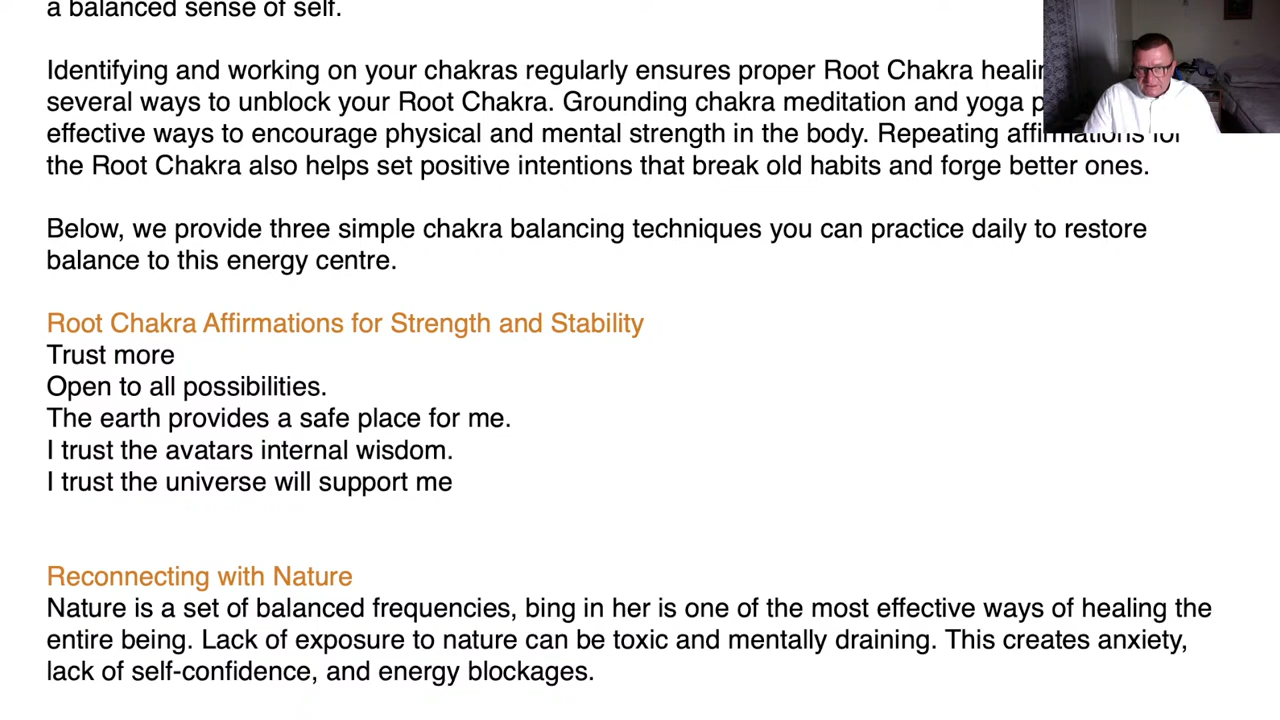 a balanced sense of self.
Identifying and working on your chakras regularly ensures proper Root Chakra healin
several ways to unblock your Root Chakra. Grounding chakra meditation and yoga p
effective ways to encourage physical and mental strength in the body. Repeating affirmations for
the Root Chakra also helps set positive intentions that break old habits and forge better ones.
Below, we provide three simple chakra balancing techniques you can practice daily to restore
balance to this energy centre.
Root Chakra Affirmations for Strength and Stability
Trust more
Open to all possibilities.
The earth provides a safe place for me.
I trust the avatars internal wisdom.
I trust the universe will support me
Reconnecting with Nature
Nature is a set of balanced frequencies, bing in her is one of the most effective ways of healing the
entire being. Lack of exposure to nature can be toxic and mentally draining. This creates anxiety,
lack of self-confidence, and energy blockages.